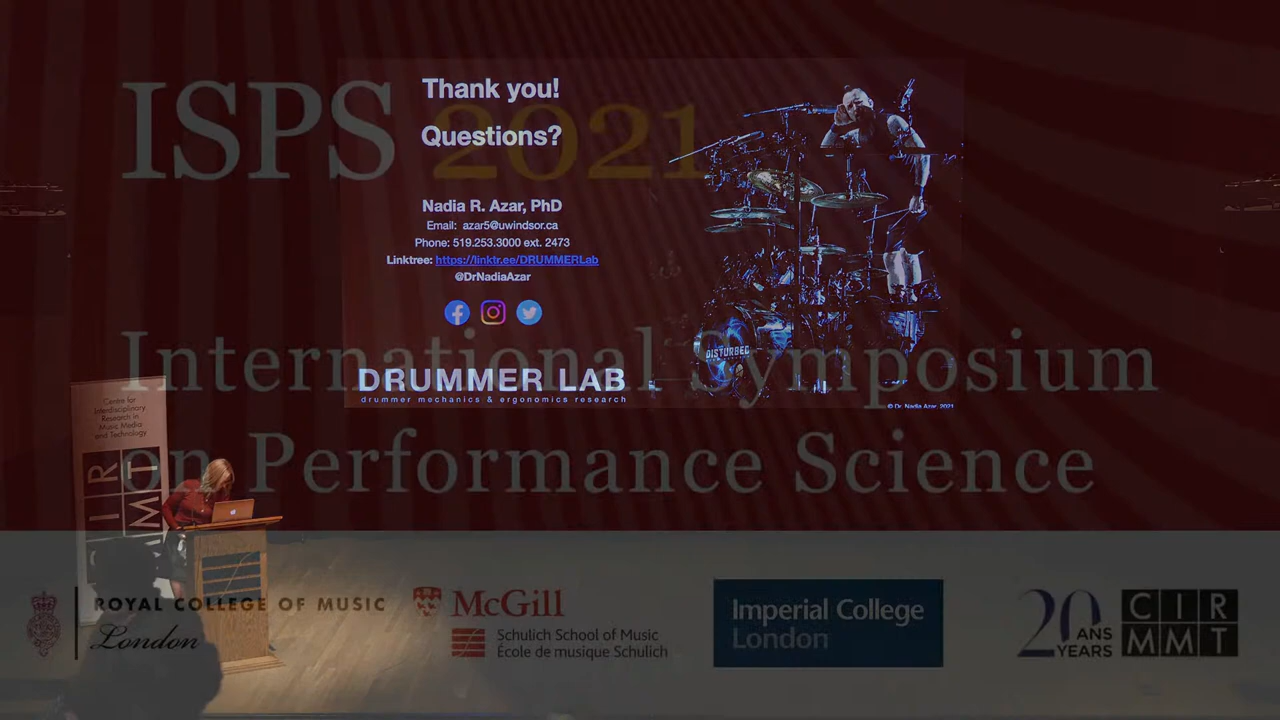 ISPS 2021
International Symposium
on Performance Science
Thank you!
Questions?
Nadia R. Azar, PhD
Email: azar5@uwindsor.ca
Phone: 519.253.3000 ext. 2473
Linktree: https://linktr.ee/DRUMMERLab
@DrNadiaAzar
DISTURBED
DRUMMER LAB
drummer mechanics & ergonomics research
© Dr. Nadia Azar, 2021
Centre for
Interdisciplinary
Research in
Music Media
and Technology
ROYAL COLLEGE OF MUSIC
London
McGill
Schulich School of Music
École de musique Schulich
Imperial College
London
20 ANS
YEARS
CIR
MMT